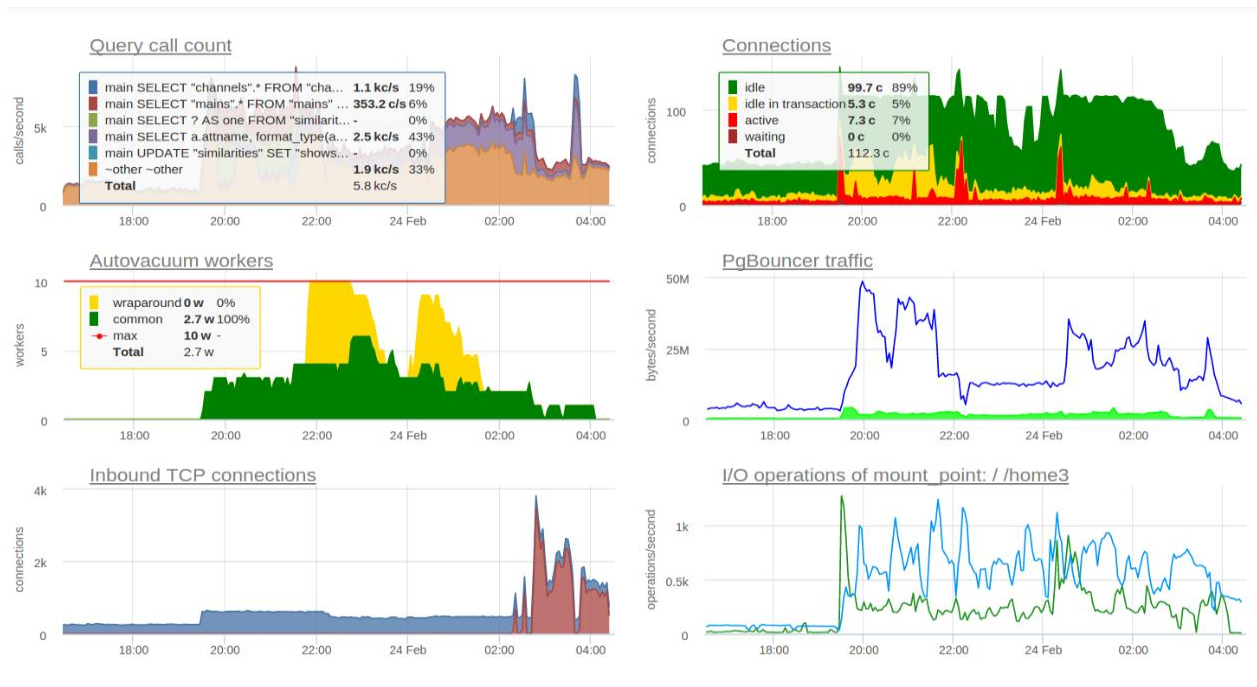 Query call count
calls/second
5k
0
main SELECT "channels".* FROM "cha... 1.1 kc/s 19%
main SELECT "mains".* FROM "mains" ... 353.2 c/s 6%
main SELECT ? AS one FROM "similarit... - 0%
main SELECT a.attname, format_type(a... 2.5 kc/s 43%
main UPDATE "similarities" SET "shows... - 0%
~other ~other 1.9 kc/s 33%
Total 5.8 kc/s
18:00 20:00 22:00 24 Feb 02:00 04:00
Connections
connections
100
0
idle 99.7 c 89%
idle in transaction 5.3 c 5%
active 7.3 c 7%
waiting 0 c 0%
Total 112.3 c
18:00 20:00 22:00 24 Feb 02:00 04:00
Autovacuum workers
workers
10
5
0
wraparound 0 w 0%
common 2.7 w 100%
max 10 w -
Total 2.7 w
18:00 20:00 22:00 24 Feb 02:00 04:00
PgBouncer traffic
bytes/second
50M
25M
0
18:00 20:00 22:00 24 Feb 02:00 04:00
Inbound TCP connections
connections
4k
2k
0
18:00 20:00 22:00 24 Feb 02:00 04:00
I/O operations of mount_point: / /home3
operations/second
1k
0.5k
0
18:00 20:00 22:00 24 Feb 02:00 04:00